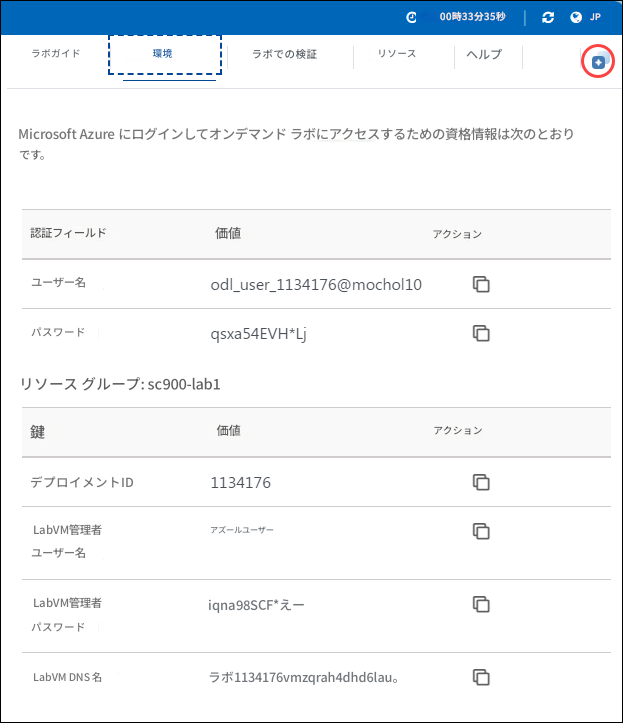 00時33分35秒 JP
ラボガイド 環境 ラボでの検証 リソース ヘルプ
Microsoft Azure にログインしてオンデマンド ラボにアクセスするための資格情報は次のとおり
です。
認証フィールド 価値 アクション
ユーザー名 odl_user_1134176@mochol10
パスワード qsxa54EVH*Lj
リソース グループ: sc900-lab1
鍵 価値 アクション
デプロイメントID 1134176
LabVM管理者 アズールユーザー
ユーザー名
LabVM管理者 iqna98SCF*えー
パスワード
LabVM DNS 名 ラボ1134176vmzqrah4dhd6lau。